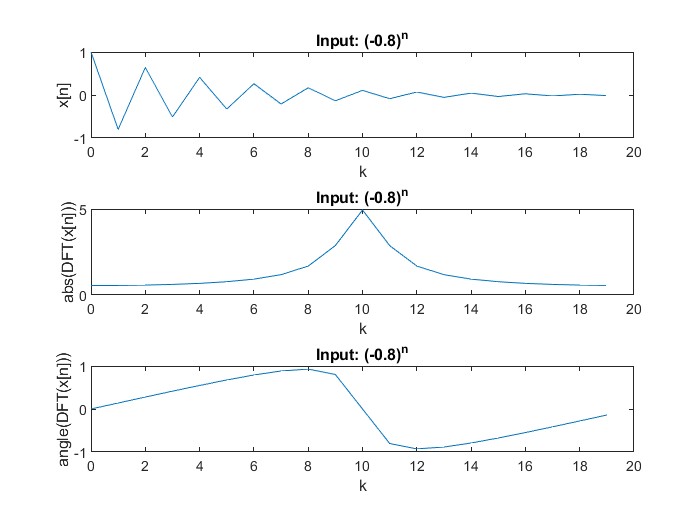 Input: (-0.8)^n
1
0
-1
x[n]
0 2 4 6 8 10 12 14 16 18 20
k
Input: (-0.8)^n
5
0
abs(DFT(x[n]))
0 2 4 6 8 10 12 14 16 18 20
k
Input: (-0.8)^n
1
0
-1
angle(DFT(x[n]))
0 2 4 6 8 10 12 14 16 18 20
k